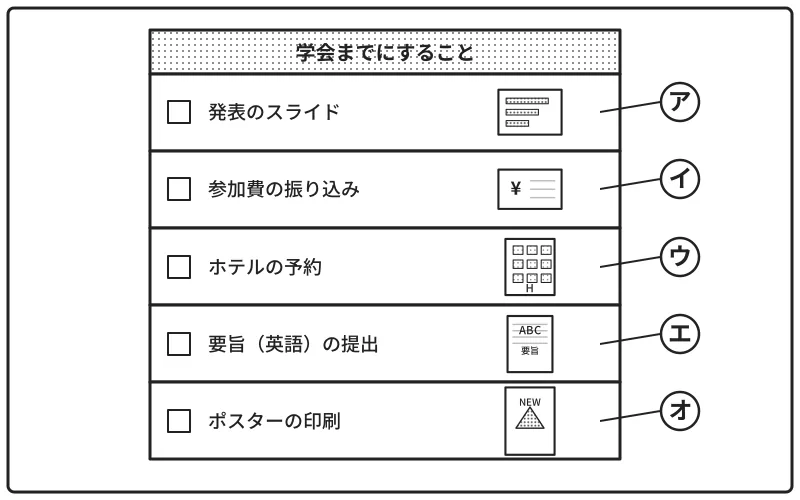 学会までにすること
発表のスライド
ア
参加費の振り込み
¥
イ
ホテルの予約
H
ウ
要旨（英語）の提出
ABC
要旨
エ
ポスターの印刷
NEW
オ